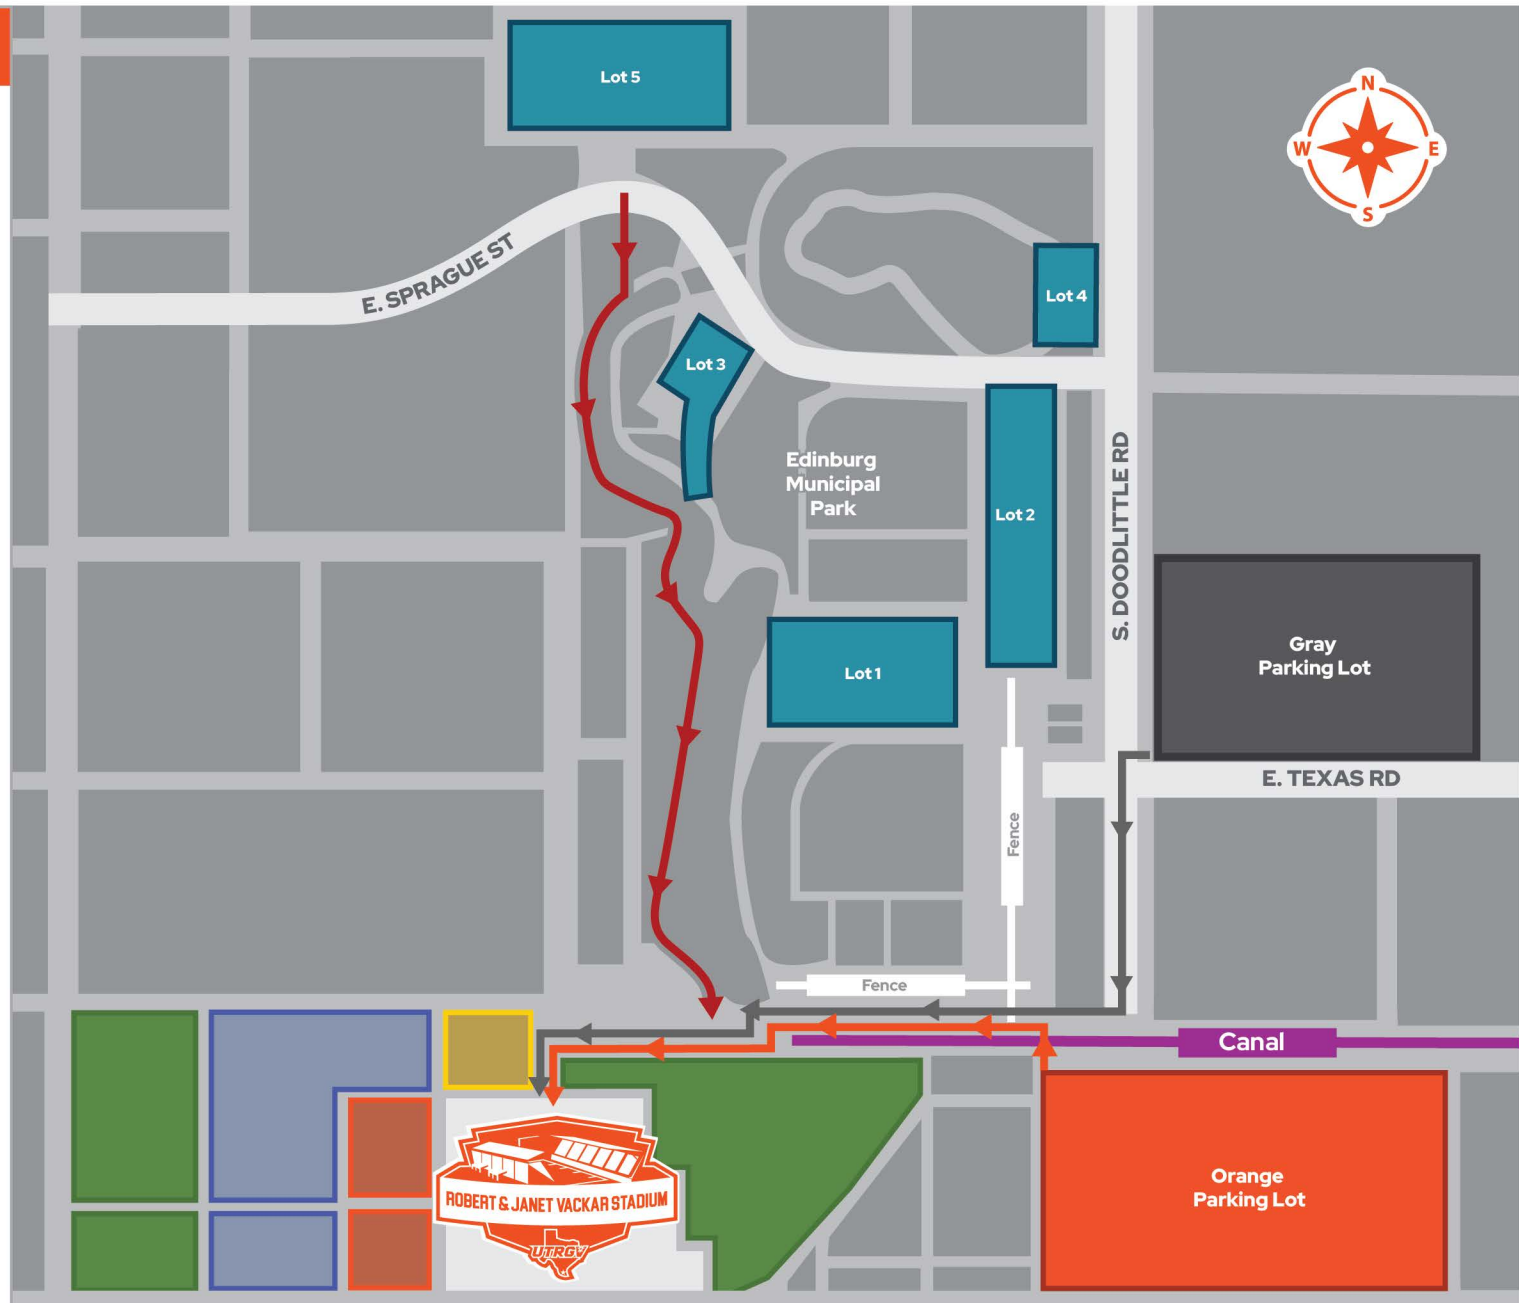 Lot 5
N
W
E
S
E. SPRAGUE ST
Lot 4
Lot 3
Edinburg
Municipal
Park
Lot 2
S. DOODLITTLE RD
Gray
Parking Lot
Lot 1
E. TEXAS RD
Fence
Fence
Canal
Orange
Parking Lot
ROBERT & JANET VACKAR STADIUM
UTRGV